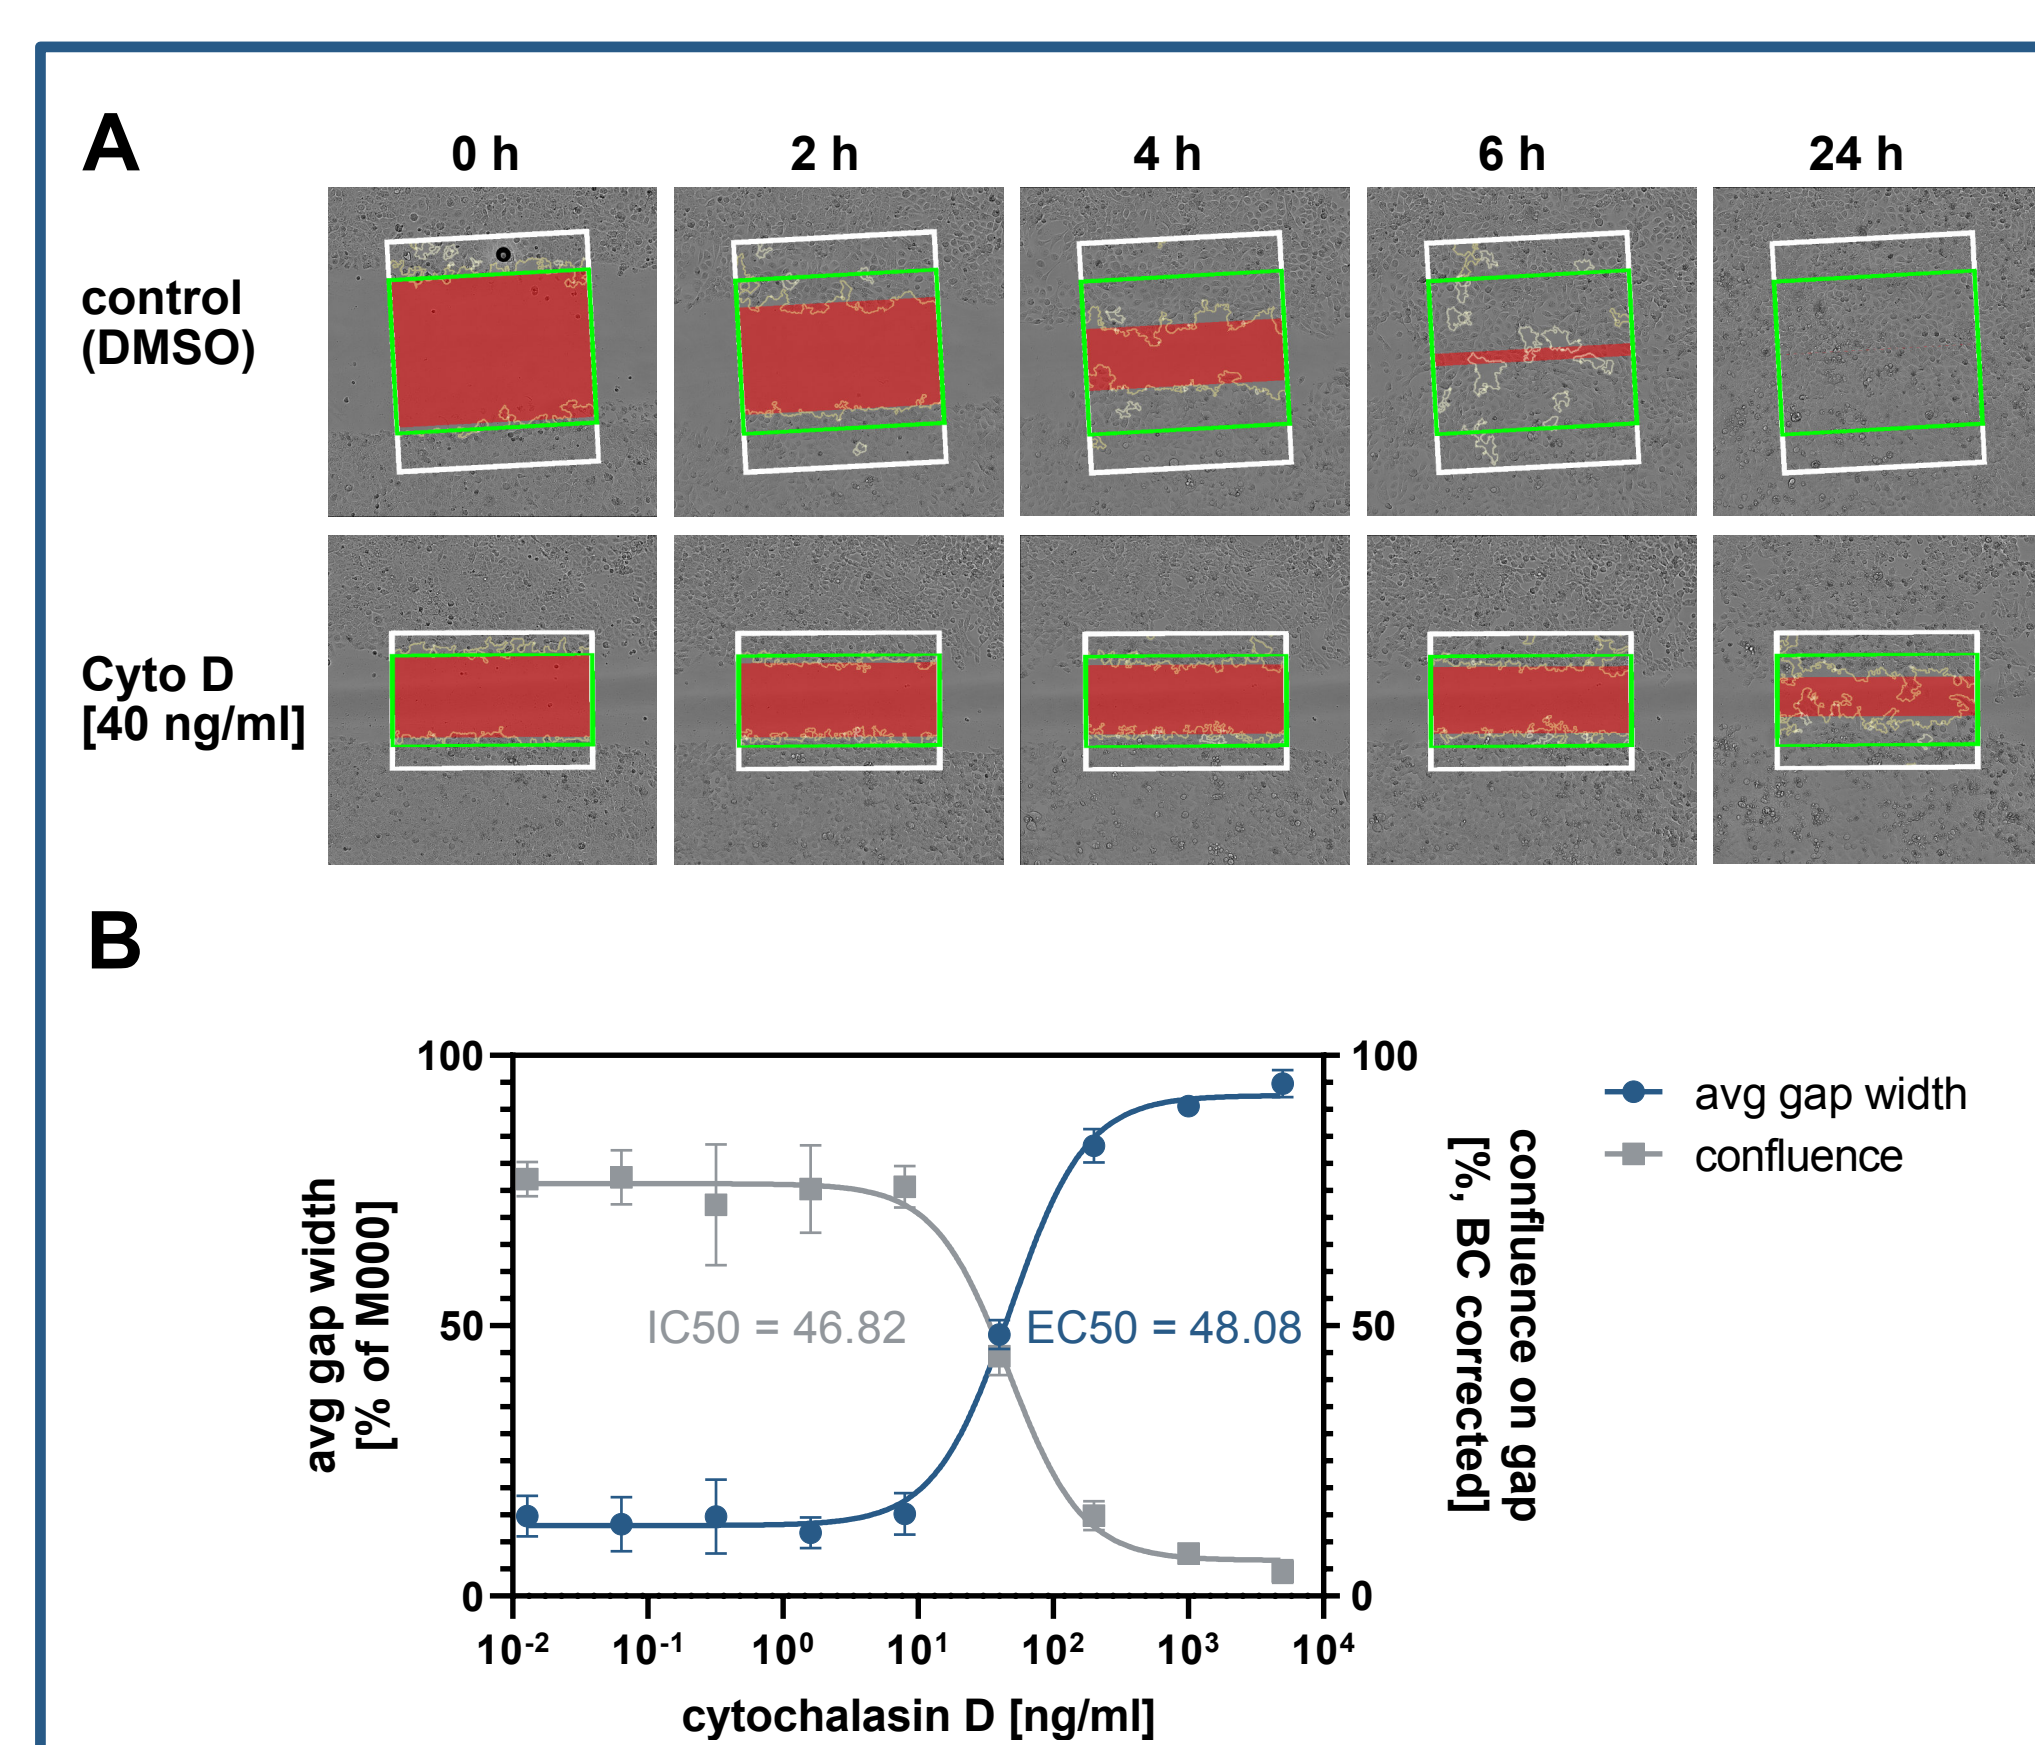 A
0 h
2 h
4 h
6 h
24 h
control
(DMSO)
Cyto D
[40 ng/ml]
B
100
50
0
avg gap width
[% of M000]
IC50 = 46.82
EC50 = 48.08
100
50
0
confluence on gap
[%, BC corrected]
avg gap width
confluence
10⁻² 10⁻¹ 10⁰ 10¹ 10² 10³ 10⁴
cytochalasin D [ng/ml]